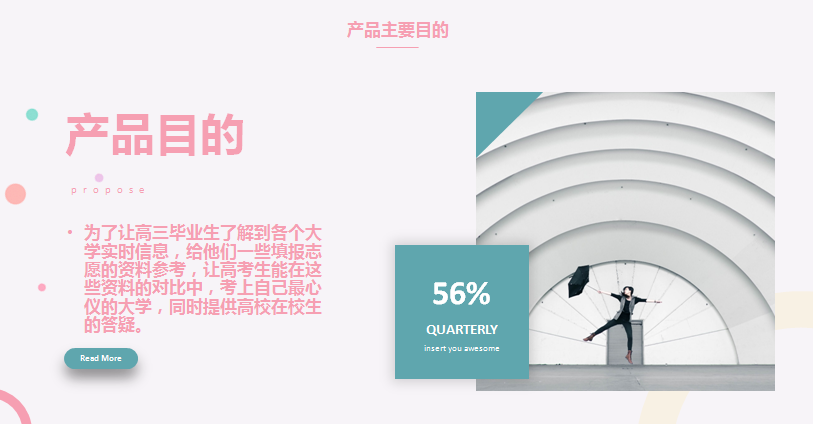 产品主要目的
产品目的
propose
为了让高三毕业生了解到各个大
学实时信息，给他们一些填报志
愿的资料参考，让高考生能在这
些资料的对比中，考上自己最心
仪的大学，同时提供高校在校生
的答疑。
Read More
56%
QUARTERLY
insert you awesome